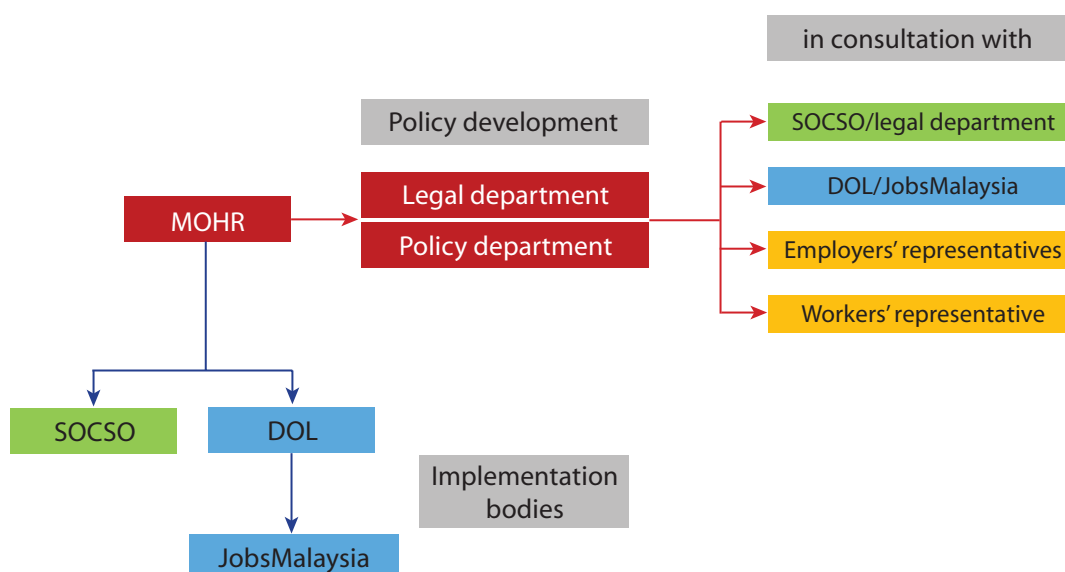 in consultation with
Policy development
SOCSO/legal department
Legal department
DOL/JobsMalaysia
MOHR
Policy department
Employers' representatives
Workers' representative
SOCSO
DOL
Implementation
bodies
JobsMalaysia